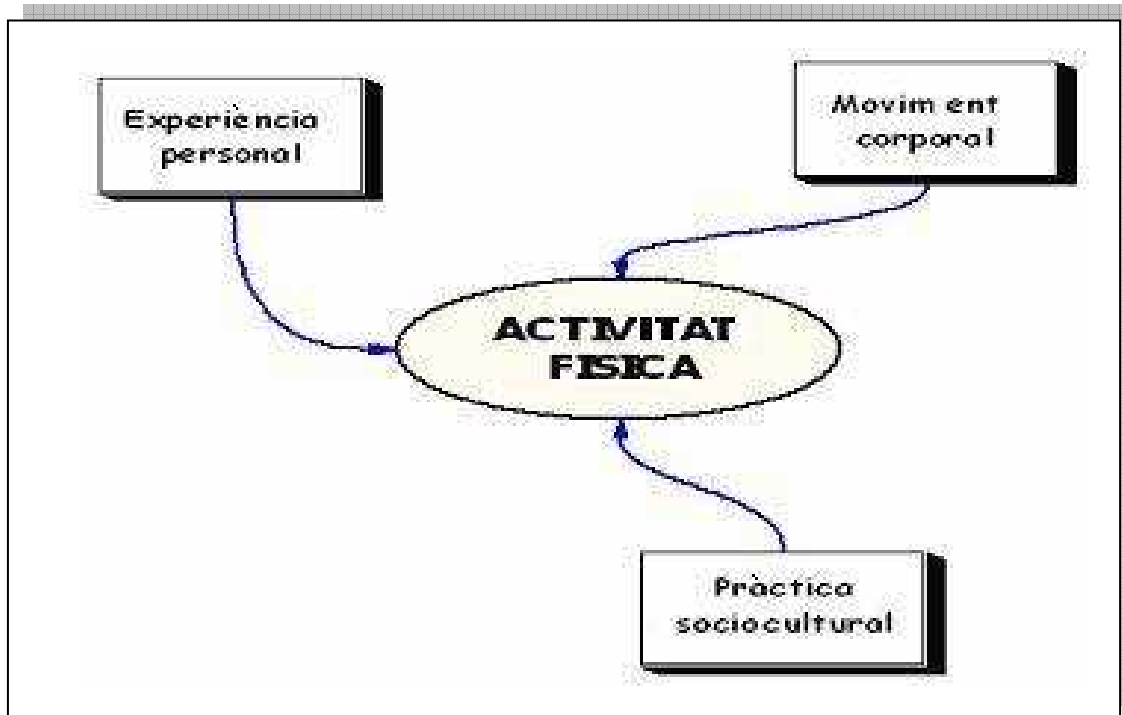 Experiència
personal
Movim ent
corporal
ACTIVITAT
FISICA
Pràctica
sociocultural